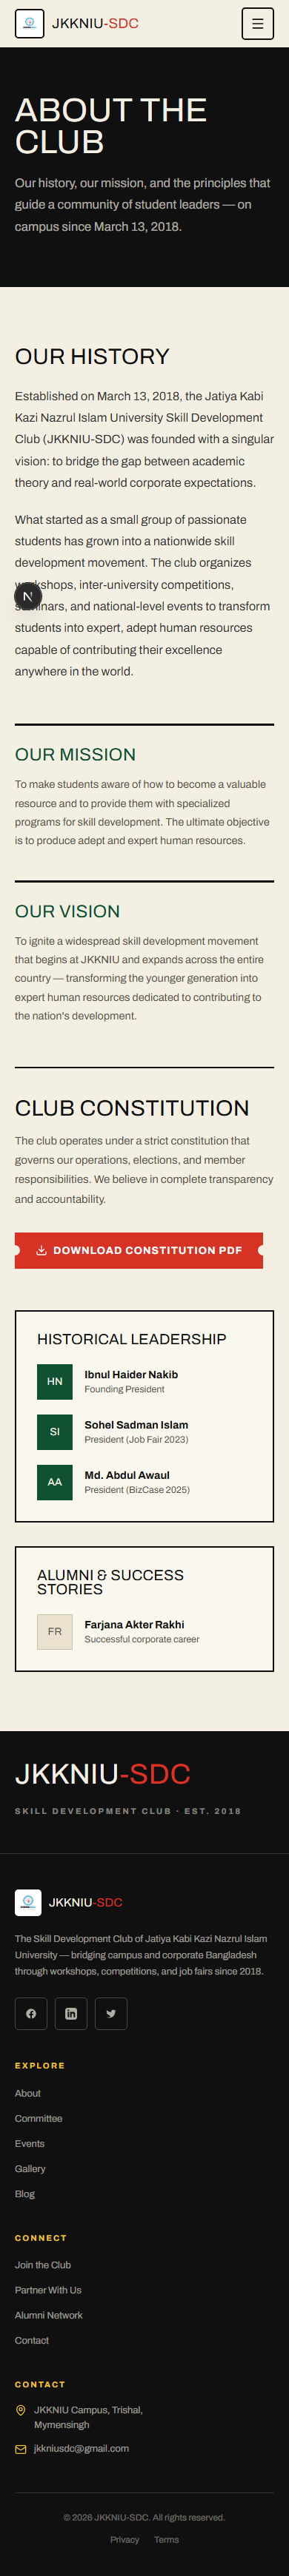 JKKNIU-SDC
ABOUT THE
CLUB
Our history, our mission, and the principles that
guide a community of student leaders — on
campus since March 13, 2018.
OUR HISTORY
Established on March 13, 2018, the Jatiya Kabi
Kazi Nazrul Islam University Skill Development
Club (JKKNIU-SDC) was founded with a singular
vision: to bridge the gap between academic
theory and real-world corporate expectations.
What started as a small group of passionate
students has grown into a nationwide skill
development movement. The club organizes
workshops, inter-university competitions,
N
seminars, and national-level events to transform
students into expert, adept human resources
capable of contributing their excellence
anywhere in the world.
OUR MISSION
To make students aware of how to become a valuable
resource and to provide them with specialized
programs for skill development. The ultimate objective
is to produce adept and expert human resources.
OUR VISION
To ignite a widespread skill development movement
that begins at JKKNIU and expands across the entire
country — transforming the younger generation into
expert human resources dedicated to contributing to
the nation's development.
CLUB CONSTITUTION
The club operates under a strict constitution that
governs our operations, elections, and member
responsibilities. We believe in complete transparency
and accountability.
DOWNLOAD CONSTITUTION PDF
HISTORICAL LEADERSHIP
HN
Ibnul Haider Nakib
Founding President
SI
Sohel Sadman Islam
President (Job Fair 2023)
AA
Md. Abdul Awaul
President (BizCase 2025)
ALUMNI & SUCCESS
STORIES
FR
Farjana Akter Rakhi
Successful corporate career
JKKNIU-SDC
SKILL DEVELOPMENT CLUB · EST. 2018
JKKNIU-SDC
The Skill Development Club of Jatiya Kabi Kazi Nazrul Islam
University — bridging campus and corporate Bangladesh
through workshops, competitions, and job fairs since 2018.
EXPLORE
About
Committee
Events
Gallery
Blog
CONNECT
Join the Club
Partner With Us
Alumni Network
Contact
CONTACT
JKKNIU Campus, Trishal,
Mymensingh
jkkniusdc@gmail.com
© 2026 JKKNIU-SDC. All rights reserved.
Privacy Terms